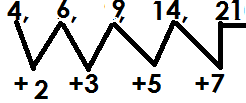 4, 6, 9, 14, 21
+2 +3 +5 +7